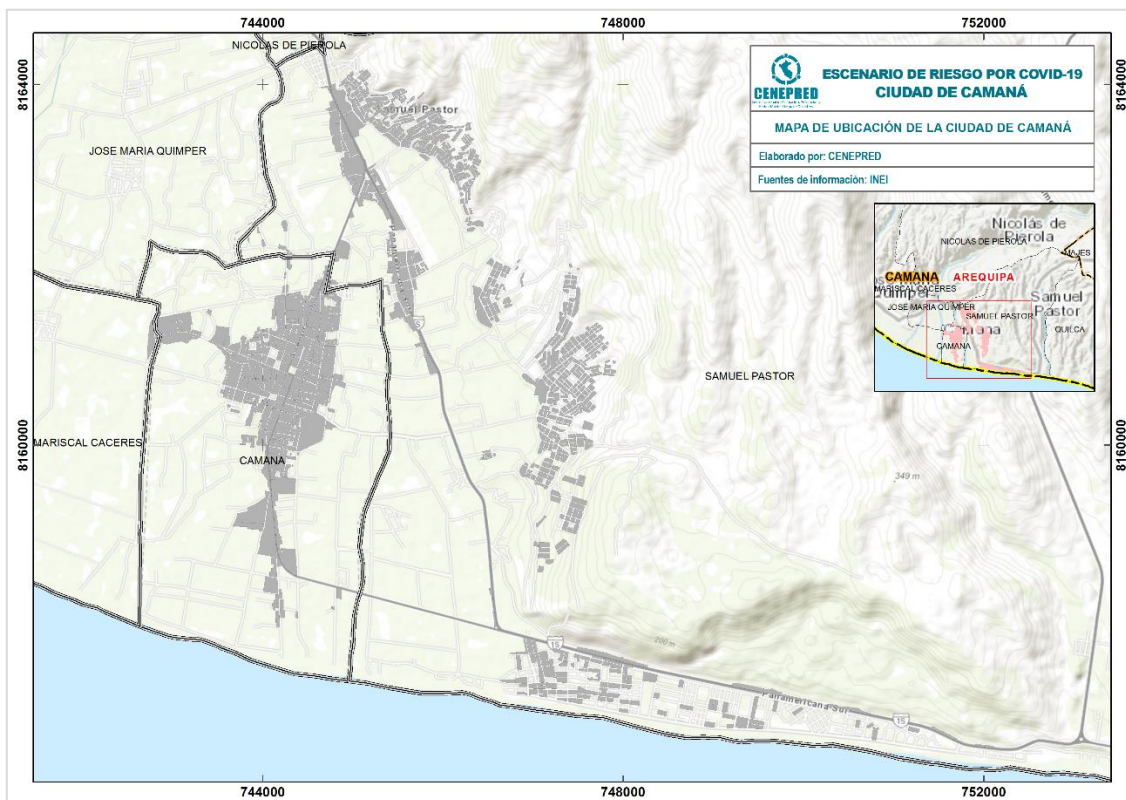 744000
748000
752000
8164000
8164000
NICOLAS DE PIEROLA
Samuel Pastor
JOSE MARIA QUIMPER
CENEPRED
ESCENARIO DE RIESGO POR COVID-19
CIUDAD DE CAMANÁ
MAPA DE UBICACIÓN DE LA CIUDAD DE CAMANÁ
Elaborado por: CENEPRED
Fuentes de información: INEI
Nicolás de
Pierola
NICOLAS DE PIEROLA
MAJES
CAMANA
AREQUIPA
MARISCAL CACERES
Quimper
Samuel
Pastor
JOSE MARIA QUIMPER
SAMUEL PASTOR
QUILCA
CAMANA
SAMUEL PASTOR
MARISCAL CACERES
CAMANA
8160000
8160000
349 m
200 m
15
Panamericana Sur
15
744000
748000
752000